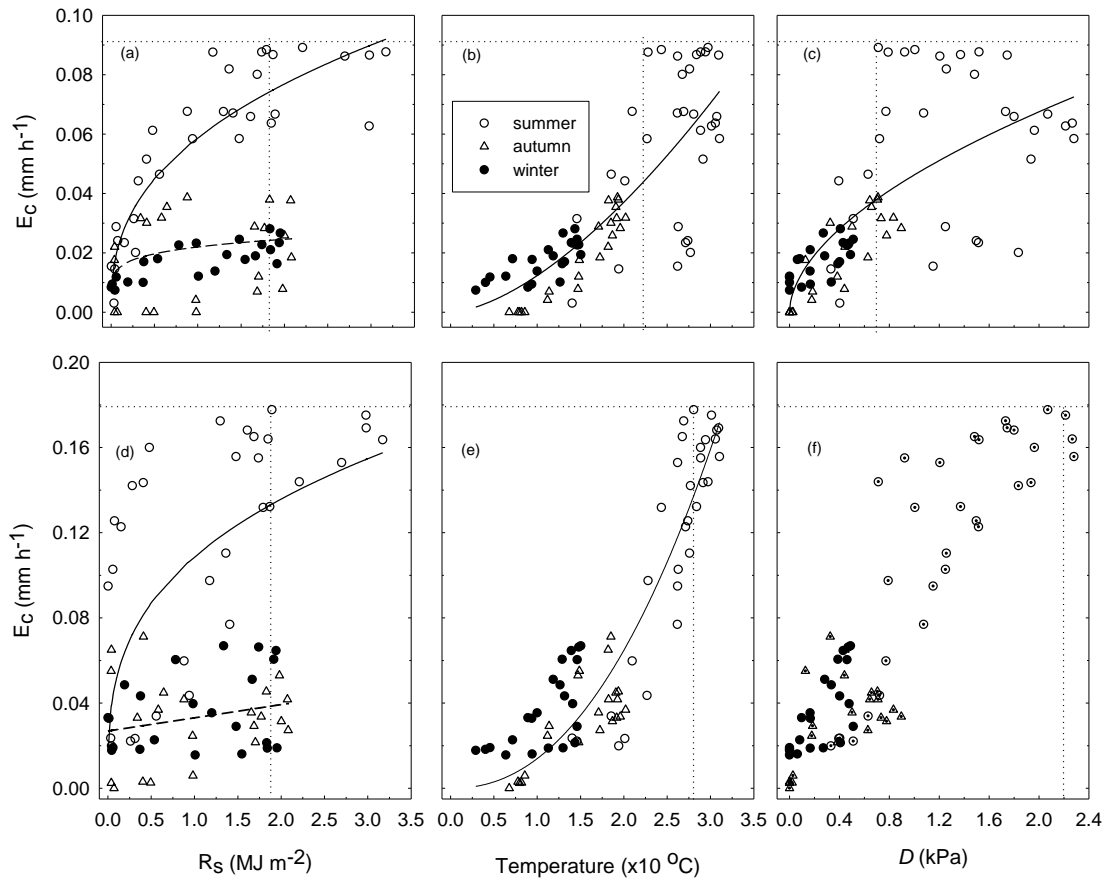 0.10
0.08
0.06
0.04
0.02
0.00
E_C (mm h-1)
(a)
(b)
(c)
summer
autumn
winter
0.20
0.16
0.12
0.08
0.04
0.00
E_C (mm h-1)
(d)
(e)
(f)
0.0 0.5 1.0 1.5 2.0 2.5 3.0 3.5
0.0 0.5 1.0 1.5 2.0 2.5 3.0 3.5
0.0 0.4 0.8 1.2 1.6 2.0 2.4
R_S (MJ m-2)
Temperature (x10 °C)
D (kPa)